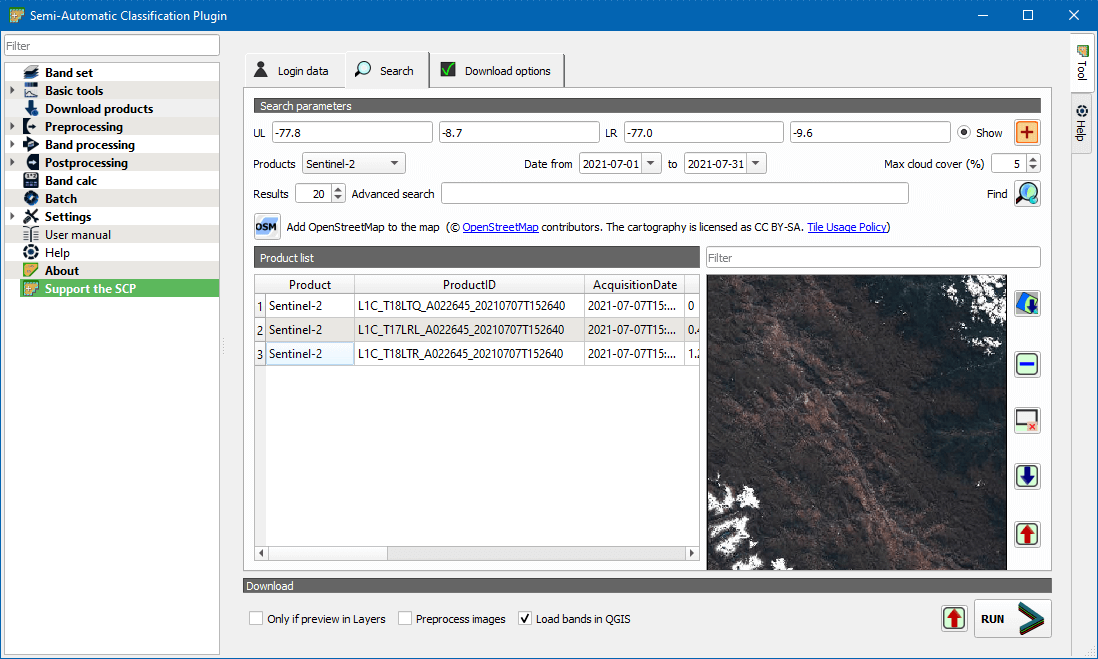 Semi-Automatic Classification Plugin
Filter
Band set
Basic tools
Download products
Preprocessing
Band processing
Postprocessing
Band calc
Batch
Settings
User manual
Help
About
Support the SCP
Login data
Search
Download options
Search parameters
UL -77.8 -8.7 LR -77.0 -9.6 Show
Products Sentinel-2 Date from 2021-07-01 to 2021-07-31 Max cloud cover (%) 5
Results 20 Advanced search Find
OSM Add OpenStreetMap to the map (© OpenStreetMap contributors. The cartography is licensed as CC BY-SA. Tile Usage Policy)
Product list
Filter
Product ProductID AcquisitionDate
1 Sentinel-2 L1C_T18LTQ_A022645_20210707T152640 2021-07-07T15:... 0
2 Sentinel-2 L1C_T17LRL_A022645_20210707T152640 2021-07-07T15:... 0.4
3 Sentinel-2 L1C_T18LTR_A022645_20210707T152640 2021-07-07T15:... 1.2
Download
Only if preview in Layers Preprocess images Load bands in QGIS
RUN
Tool
Help